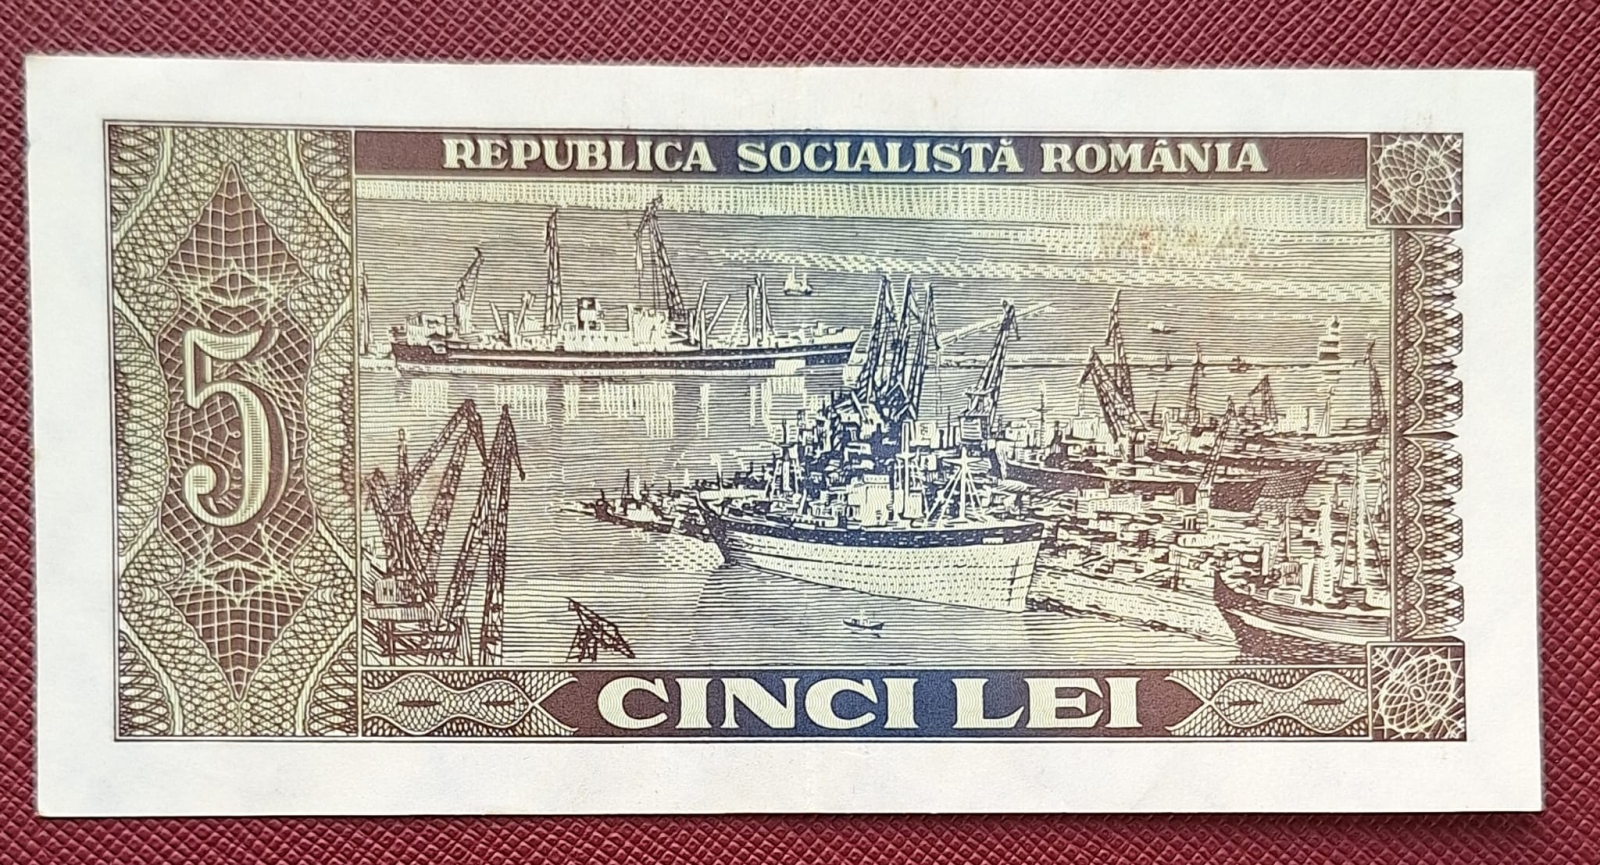 REPUBLICA SOCIALISTĂ ROMÂNIA
5
CINCI LEI